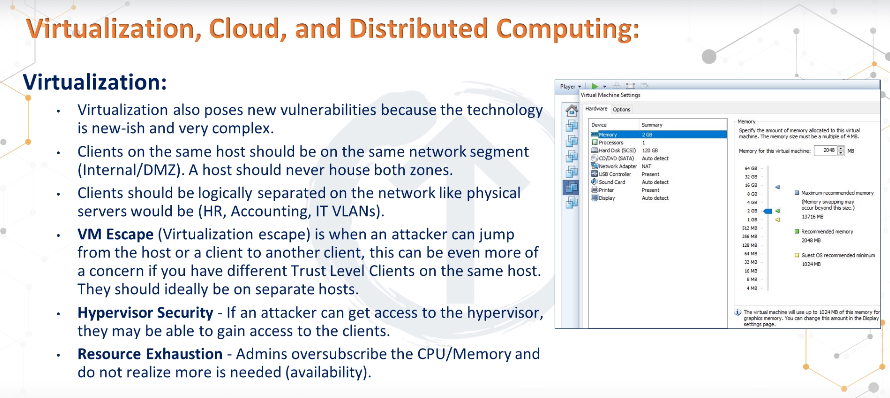 Virtualization, Cloud, and Distributed Computing:
Virtualization:
• Virtualization also poses new vulnerabilities because the technology
is new-ish and very complex.
• Clients on the same host should be on the same network segment
(Internal/DMZ). A host should never house both zones.
• Clients should be logically separated on the network like physical
servers would be (HR, Accounting, IT VLANs).
• VM Escape (Virtualization escape) is when an attacker can jump
from the host or a client to another client, this can be even more of
a concern if you have different Trust Level Clients on the same host.
They should ideally be on separate hosts.
• Hypervisor Security - If an attacker can get access to the hypervisor,
they may be able to gain access to the clients.
• Resource Exhaustion - Admins oversubscribe the CPU/Memory and
do not realize more is needed (availability).
Player
Virtual Machine Settings
Hardware Options
Device Summary
Memory 2 GB
Processors 1
Hard Disk (SCSI) 120 GB
CD/DVD (SATA) Auto detect
Network Adapter NAT
USB Controller Present
Sound Card Auto detect
Printer Present
Display Auto detect
Memory
Specify the amount of memory allocated to this virtual
machine. The memory size must be a multiple of 4 MB.
Memory for this virtual machine: 2048 MB
64 GB
32 GB
16 GB
8 GB
4 GB
2 GB
1 GB
512 MB
256 MB
128 MB
64 MB
32 MB
16 MB
8 MB
4 MB
Maximum recommended memory
(Memory swapping may
occur beyond this size.)
13716 MB
Recommended memory
2048 MB
Guest OS recommended minimum
1024 MB
The virtual machine will use up to 1024 MB of this memory for
graphics memory. You can change this amount in the Display
settings page.